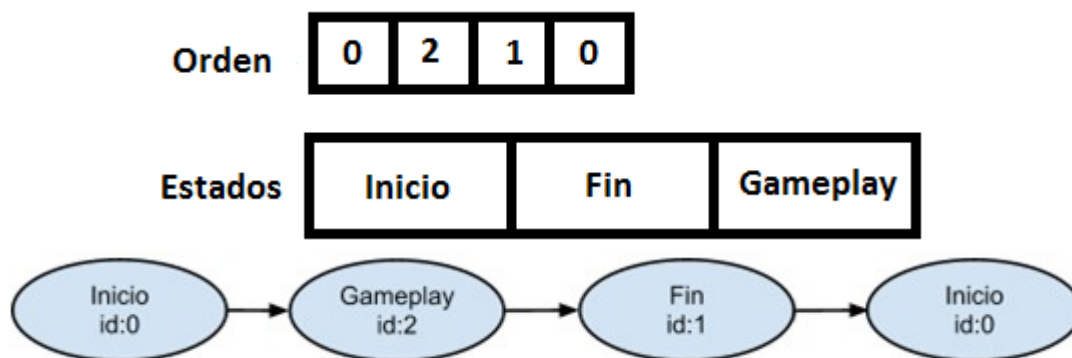 Orden 0 2 1 0
Estados Inicio Fin Gameplay
Inicio Gameplay Fin Inicio
id:0 id:2 id:1 id:0